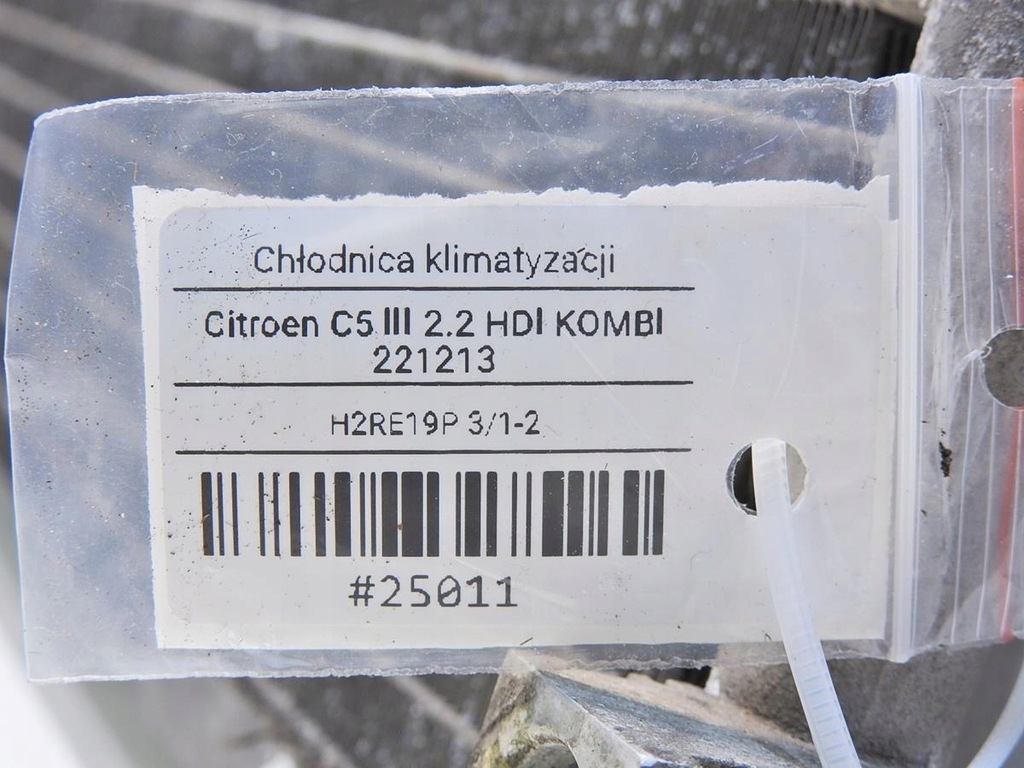 Chłodnica klimatyzacji
Citroen C5 III 2.2 HDI KOMBI
221213
H2RE19P 3/1-2
#25011